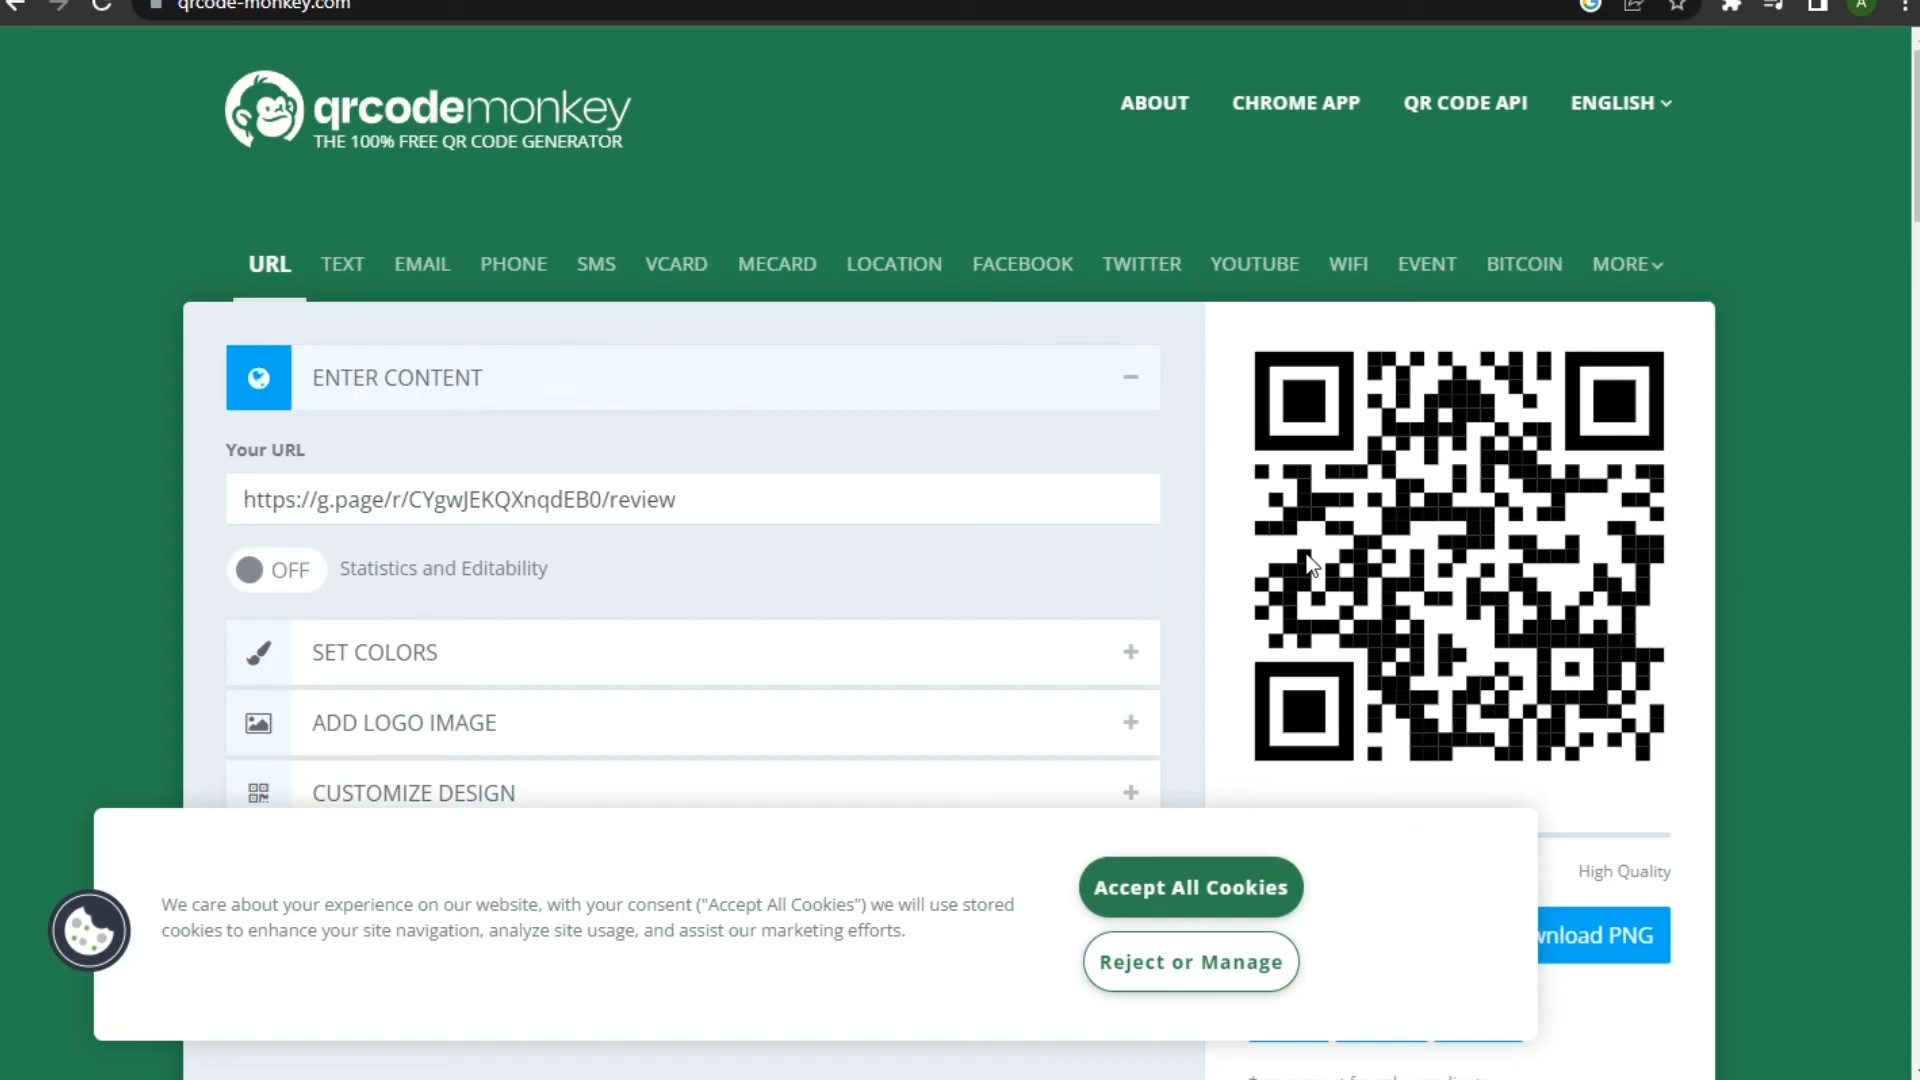 qrcode-monkey.com
A
qrcodemonkey
THE 100% FREE QR CODE GENERATOR
ABOUT CHROME APP QR CODE API ENGLISH
URL TEXT EMAIL PHONE SMS VCARD MECARD LOCATION FACEBOOK TWITTER YOUTUBE WIFI EVENT BITCOIN MORE
ENTER CONTENT
Your URL
https://g.page/r/CYgwJEKQXnqdEB0/review
OFF Statistics and Editability
SET COLORS
ADD LOGO IMAGE
CUSTOMIZE DESIGN
High Quality
wnload PNG
We care about your experience on our website, with your consent ("Accept All Cookies") we will use stored
cookies to enhance your site navigation, analyze site usage, and assist our marketing efforts.
Accept All Cookies
Reject or Manage